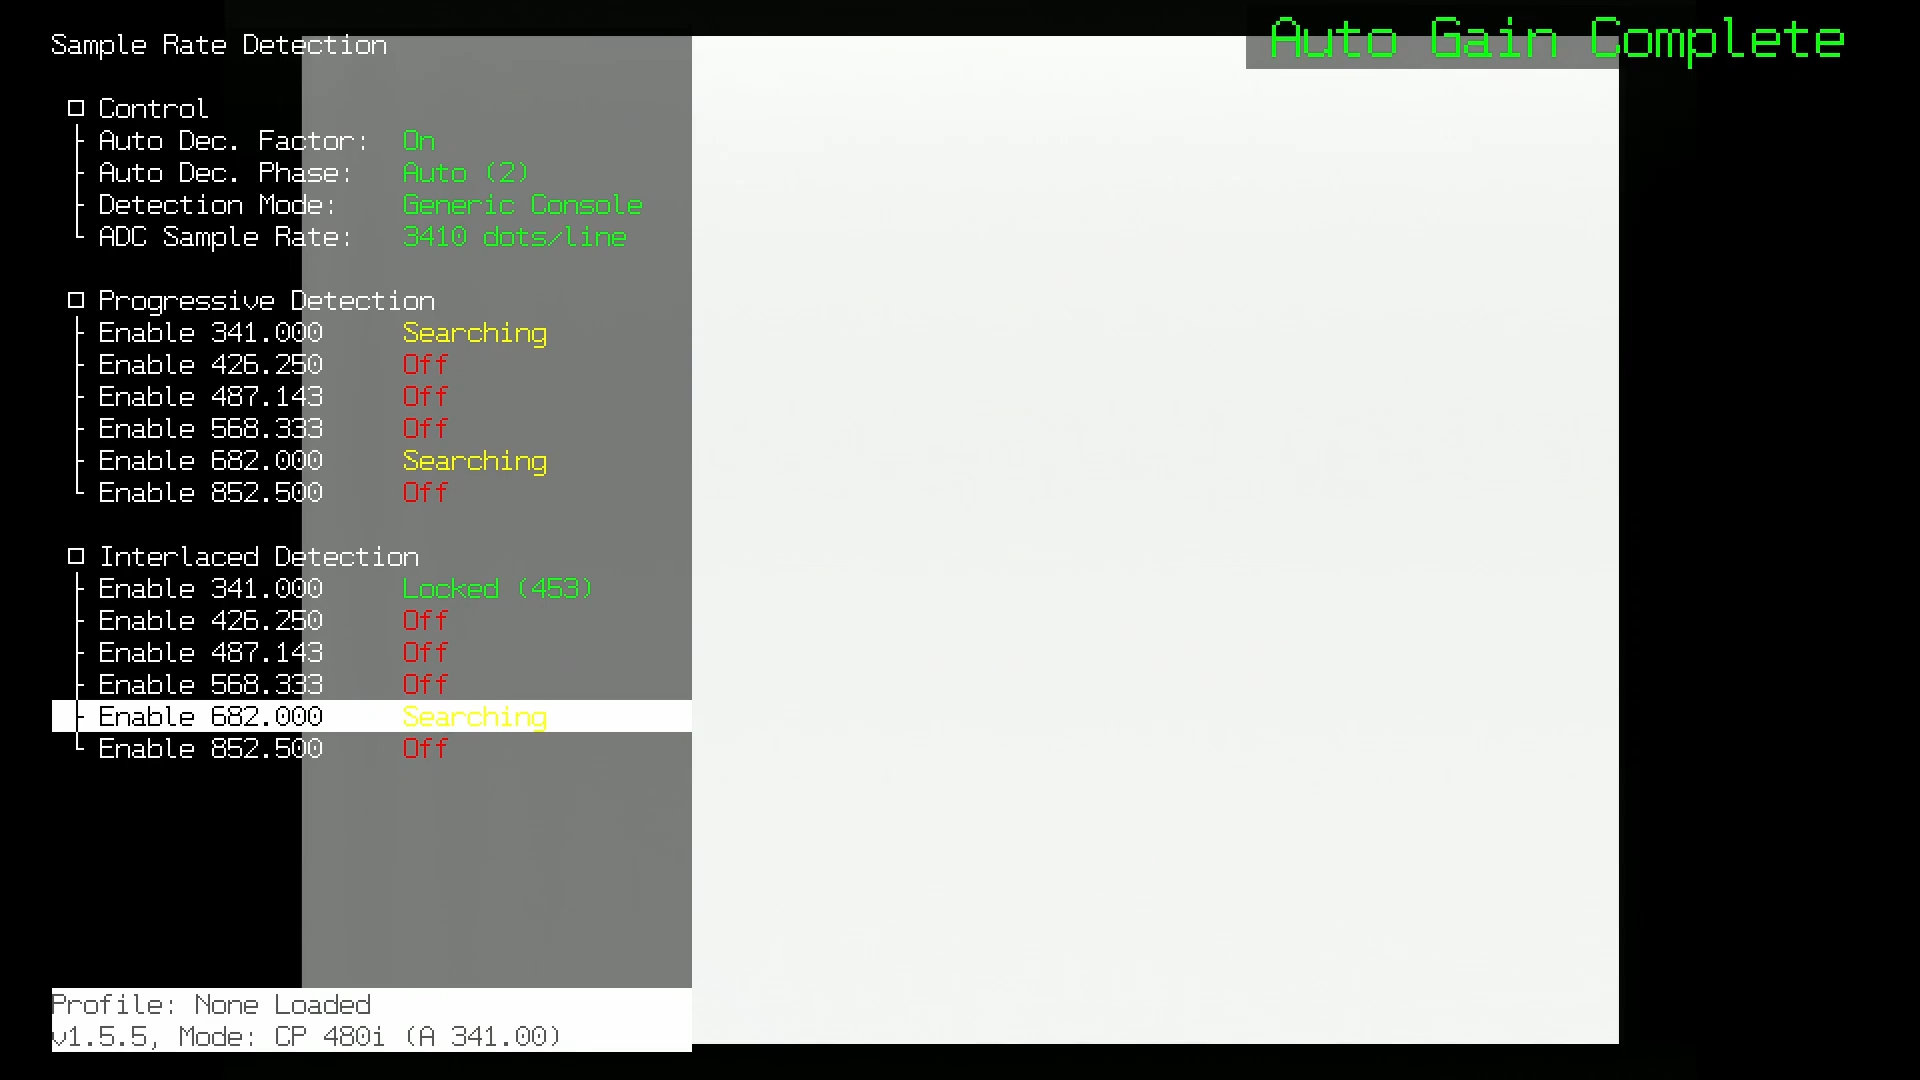 Auto Gain Complete
Sample Rate Detection
Control
Auto Dec. Factor: On
Auto Dec. Phase: Auto (2)
Detection Mode: Generic Console
ADC Sample Rate: 3410 dots/line
Progressive Detection
Enable 341.000 Searching
Enable 426.250 Off
Enable 487.143 Off
Enable 568.333 Off
Enable 682.000 Searching
Enable 852.500 Off
Interlaced Detection
Enable 341.000 Locked (453)
Enable 426.250 Off
Enable 487.143 Off
Enable 568.333 Off
Enable 682.000 Searching
Enable 852.500 Off
Profile: None Loaded
v1.5.5, Mode: CP 480i (A 341.00)